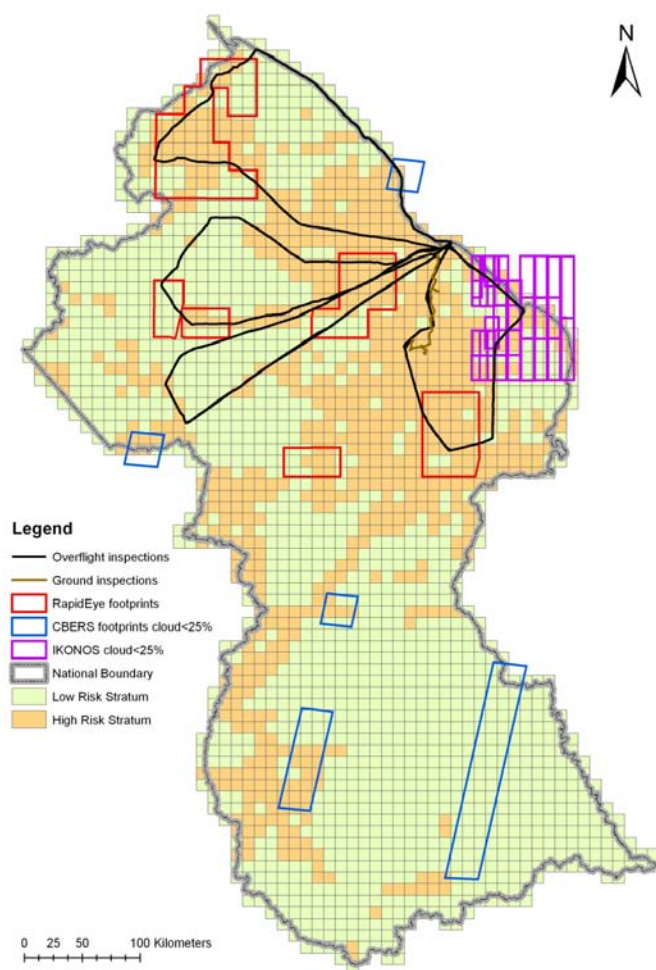 N
Legend
Overflight inspections
Ground inspections
RapidEye footprints
CBERS footprints cloud<25%
IKONOS cloud<25%
National Boundary
Low Risk Stratum
High Risk Stratum
0 25 50 100 Kilometers